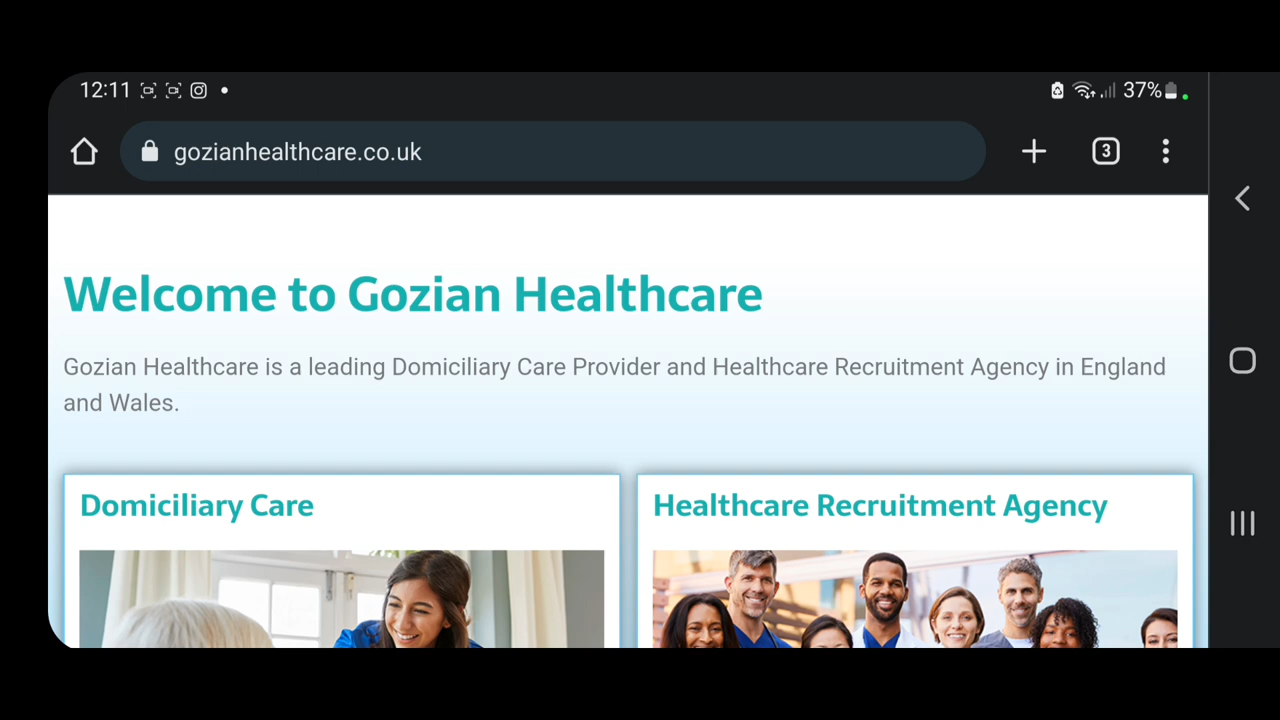 12:11
37%
gozianhealthcare.co.uk
3
Welcome to Gozian Healthcare
Gozian Healthcare is a leading Domiciliary Care Provider and Healthcare Recruitment Agency in England
and Wales.
Domiciliary Care
Healthcare Recruitment Agency